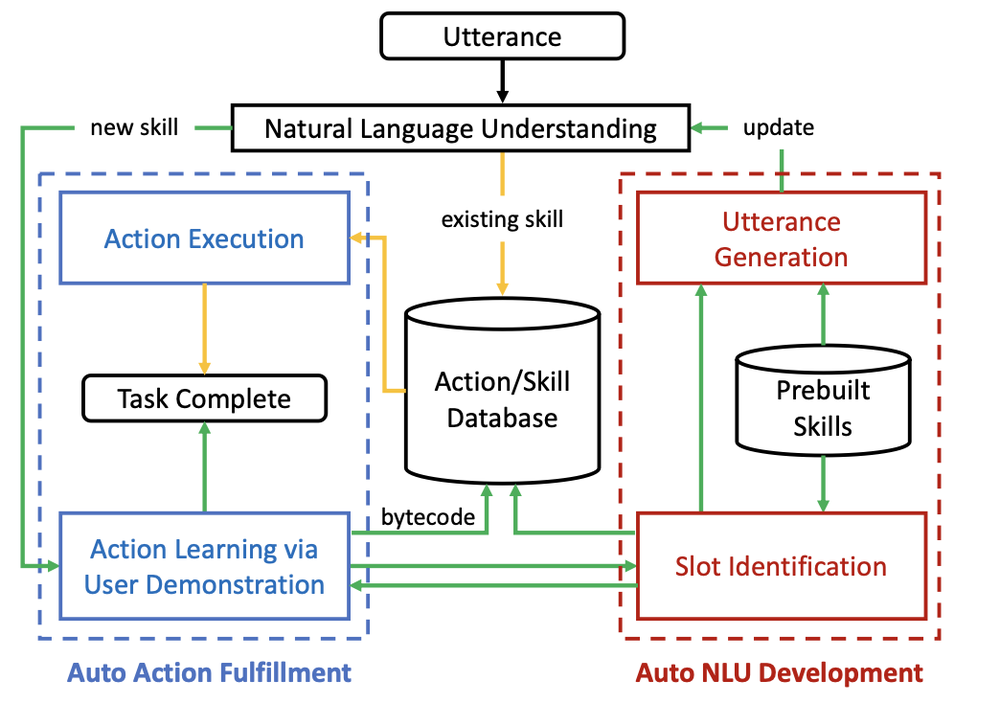 Utterance
new skill
Natural Language Understanding
update
Action Execution
existing skill
Utterance
Generation
Task Complete
Action/Skill
Database
Prebuilt
Skills
bytecode
Action Learning via
User Demonstration
Slot Identification
Auto Action Fulfillment
Auto NLU Development